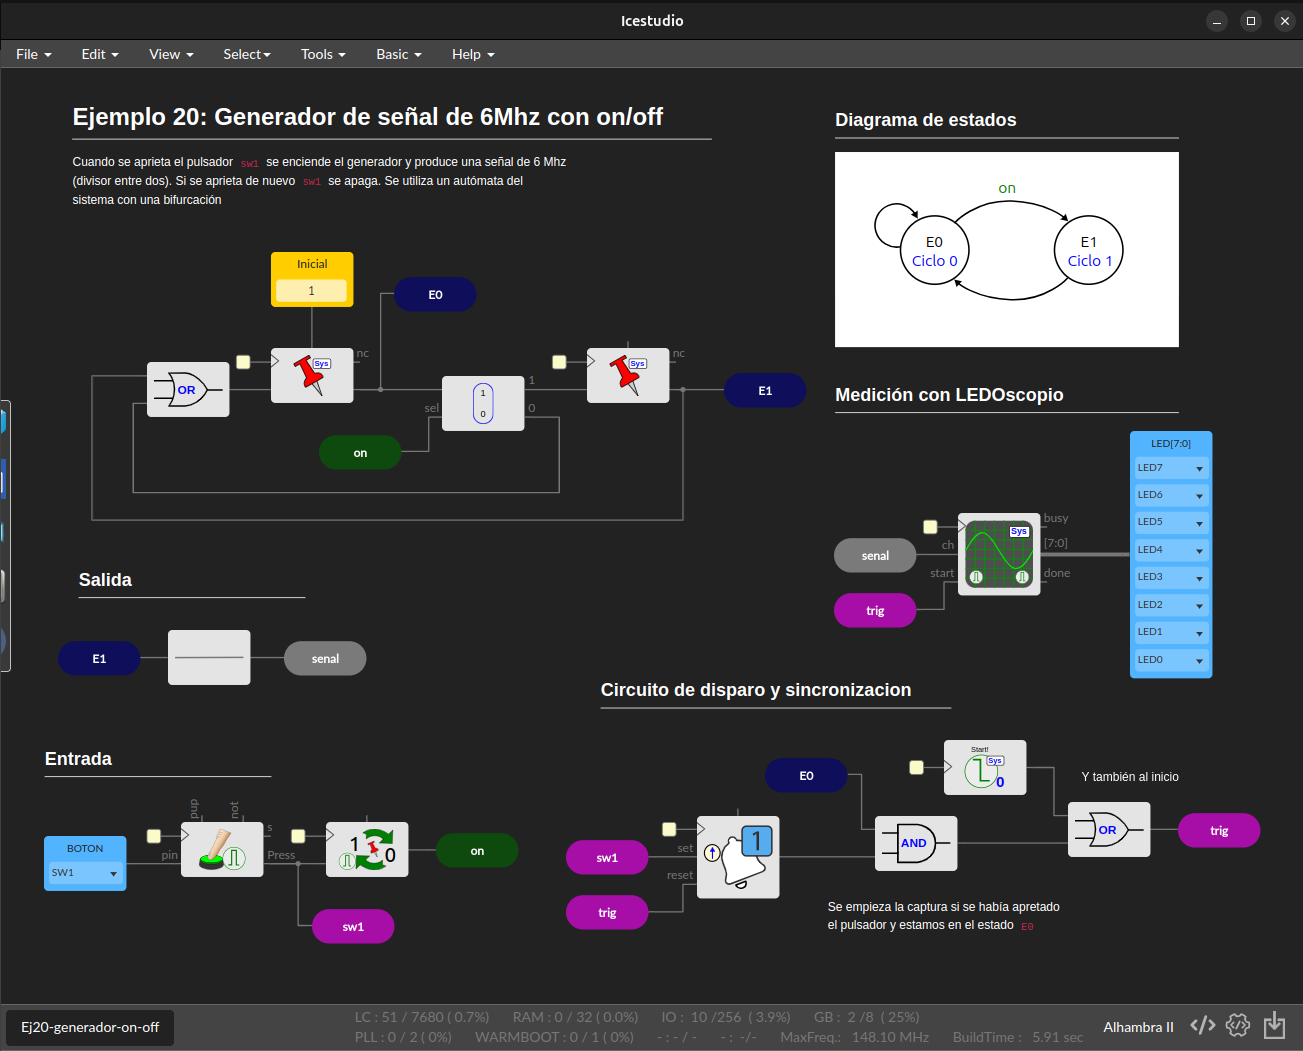 Icestudio
File Edit View Select Tools Basic Help
Ejemplo 20: Generador de señal de 6Mhz con on/off
Cuando se aprieta el pulsador sw1 se enciende el generador y produce una señal de 6 Mhz
(divisor entre dos). Si se aprieta de nuevo sw1 se apaga. Se utiliza un autómata del
sistema con una bifurcación
Inicial
1
E0
Sys
nc
OR
1
0
sel
1
0
on
Sys
nc
E1
Diagrama de estados
on
E0
Ciclo 0
E1
Ciclo 1
Medición con LEDOscopio
senal
trig
ch
start
Sys
busy
[7:0]
done
LED[7:0]
LED7
LED6
LED5
LED4
LED3
LED2
LED1
LED0
Salida
E1
senal
Circuito de disparo y sincronizacion
E0
Start!
Sys
0
Y también al inicio
sw1
trig
set
reset
1
AND
OR
trig
Se empieza la captura si se había apretado
el pulsador y estamos en el estado E0
Entrada
BOTON
SW1
pin
pup
not
s
Press
1
0
on
sw1
Ej20-generador-on-off
LC : 51 / 7680 ( 0.7%) RAM : 0 / 32 ( 0.0%) IO : 10 /256 ( 3.9%) GB : 2 /8 ( 25%)
PLL : 0 / 2 ( 0%) WARMBOOT : 0 / 1 ( 0%) - : - / - - : -/- MaxFreq.: 148.10 MHz BuildTime : 5.91 sec
Alhambra II